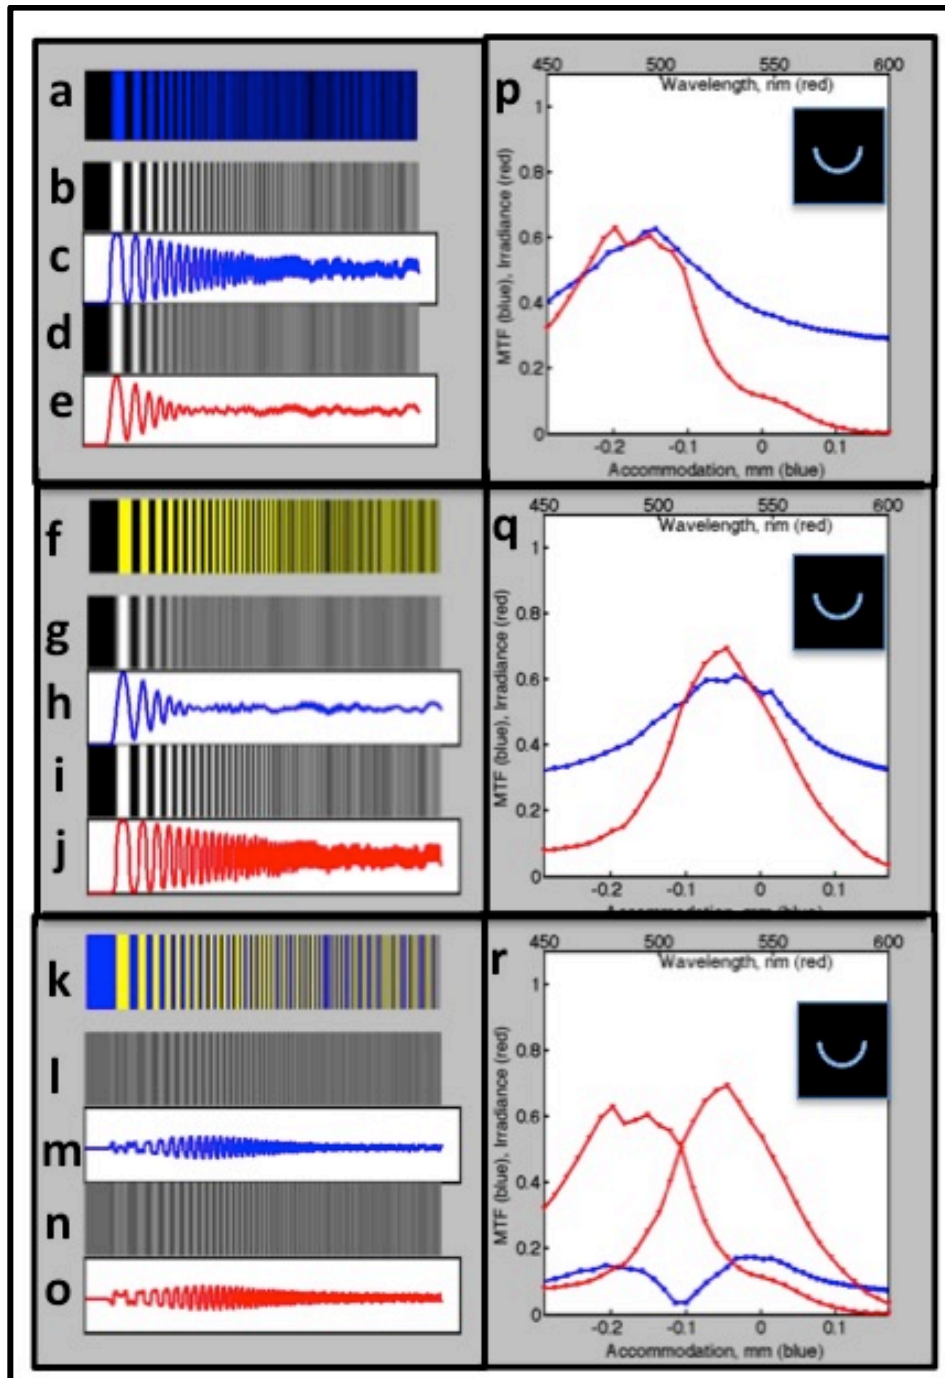 a
b
c
d
e
p
450 500 550 600
Wavelength, nm (red)
MTF (blue), Irradiance (red)
1
0.8
0.6
0.4
0.2
0
-0.2 -0.1 0 0.1
Accommodation, mm (blue)
f
g
h
i
j
q
450 500 550 600
Wavelength, nm (red)
MTF (blue), Irradiance (red)
1
0.8
0.6
0.4
0.2
0
-0.2 -0.1 0 0.1
Accommodation, mm (blue)
k
l
m
n
o
r
450 500 550 600
Wavelength, nm (red)
MTF (blue), Irradiance (red)
1
0.8
0.6
0.4
0.2
0
-0.2 -0.1 0 0.1
Accommodation, mm (blue)